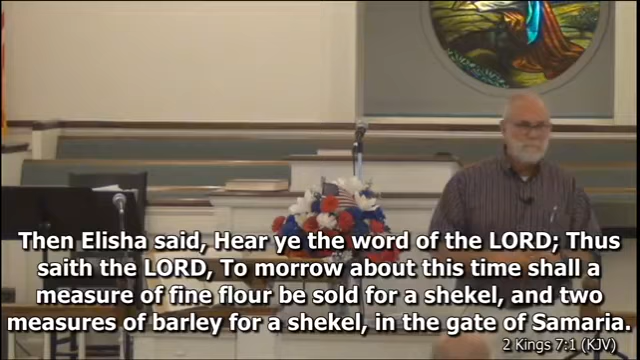 Then Elisha said, Hear ye the word of the LORD; Thus
saith the LORD, To morrow about this time shall a
measure of fine flour be sold for a shekel, and two
measures of barley for a shekel, in the gate of Samaria.
2 Kings 7:1 (KJV)